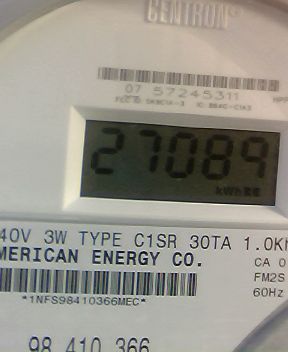 CENTRON®
07 57245311
27089
kWh
40V 3W TYPE C1SR 30TA 1.0K
MERICAN ENERGY CO.
CA 0
FM2S
60Hz
*1NFS98410366MEC*
98 410 366